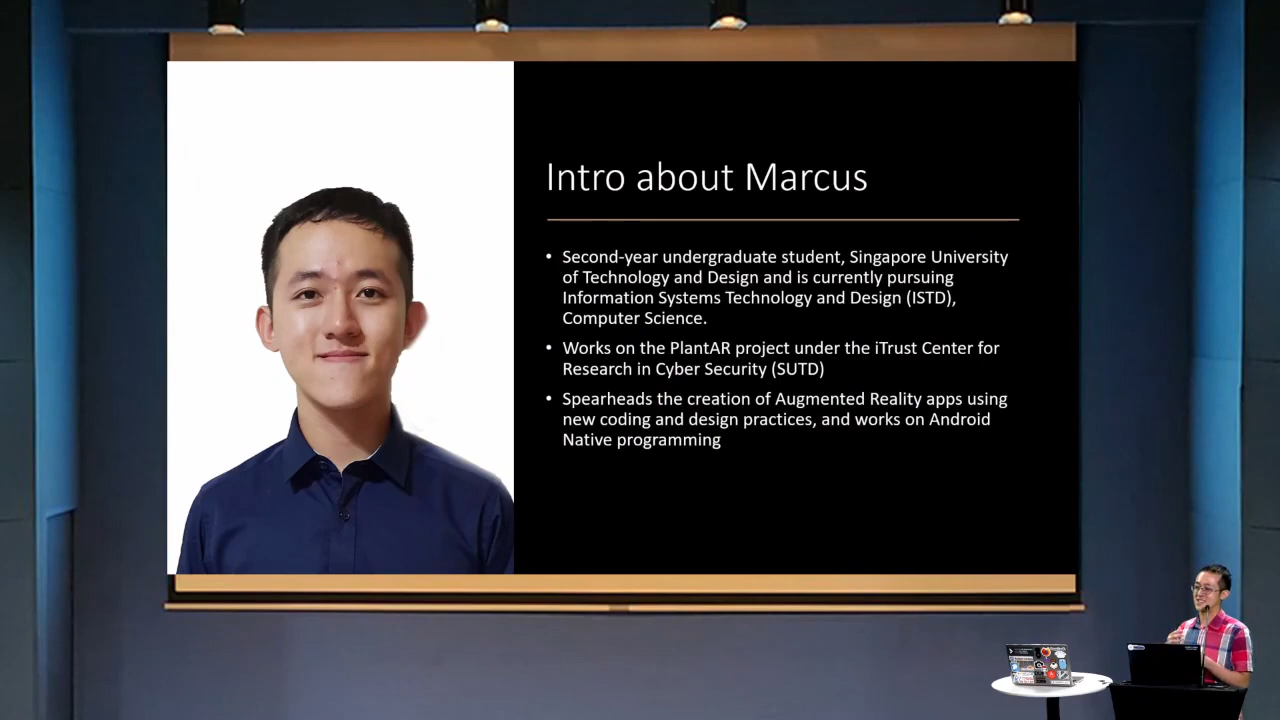 Intro about Marcus
• Second-year undergraduate student, Singapore University
of Technology and Design and is currently pursuing
Information Systems Technology and Design (ISTD),
Computer Science.
• Works on the PlantAR project under the iTrust Center for
Research in Cyber Security (SUTD)
• Spearheads the creation of Augmented Reality apps using
new coding and design practices, and works on Android
Native programming